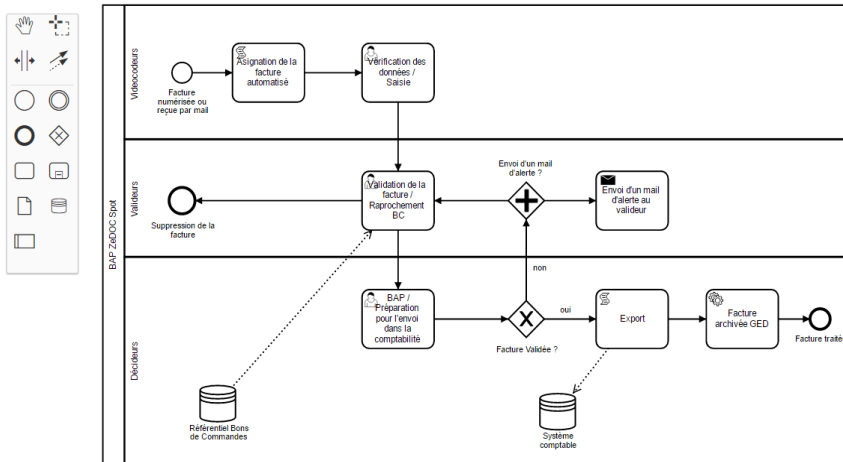 BAP ZeDOC Spot
Vidéocodeurs
Facture
numérisée ou
reçue par mail
Asignation de la
facture
automatisé
Vérification des
données /
Saisie
Valideurs
Suppression de la
facture
Validation de la
facture /
Raprochement
BC
Envoi d'un mail
d'alerte ?
Envoi d'un mail
d'alerte au
valideur
Décideurs
BAP /
Préparation
pour l'envoi
dans la
comptabilité
non
oui
Facture Validée ?
Export
Facture
archivée GED
Facture traité
Référentiel Bons
de Commandes
Système
comptable